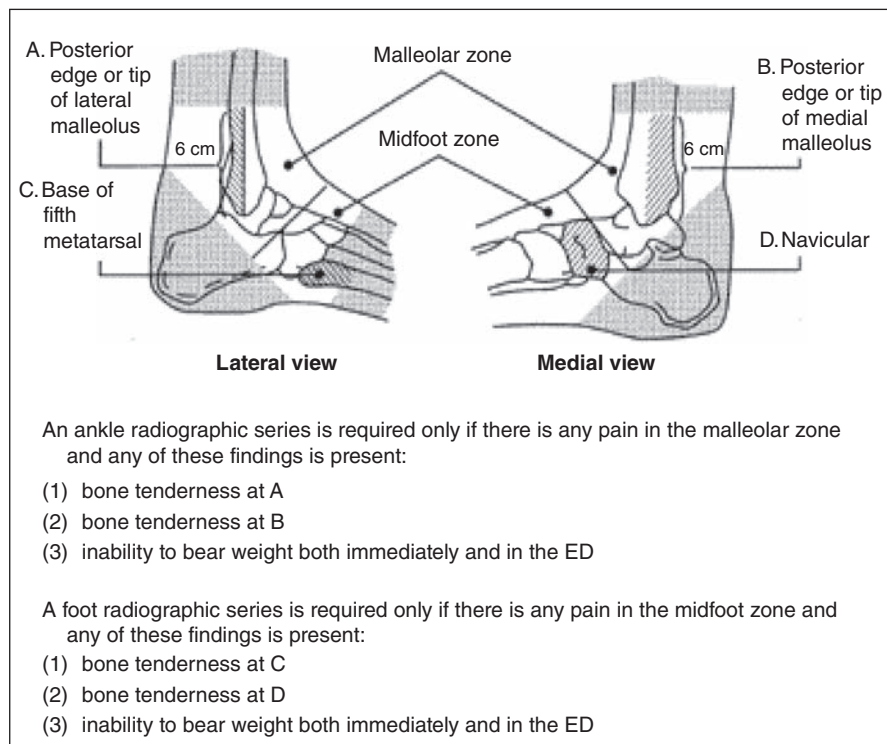 A. Posterior
edge or tip
of lateral
malleolus
Malleolar zone
B. Posterior
edge or tip
of medial
malleolus
Midfoot zone
6 cm
6 cm
C. Base of
fifth
metatarsal
D. Navicular
Lateral view
Medial view
An ankle radiographic series is required only if there is any pain in the malleolar zone
and any of these findings is present:
(1) bone tenderness at A
(2) bone tenderness at B
(3) inability to bear weight both immediately and in the ED
A foot radiographic series is required only if there is any pain in the midfoot zone and
any of these findings is present:
(1) bone tenderness at C
(2) bone tenderness at D
(3) inability to bear weight both immediately and in the ED